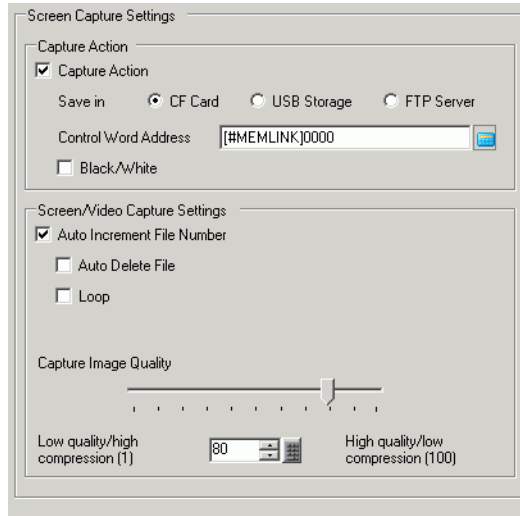 Screen Capture Settings
Capture Action
Capture Action
Save in CF Card USB Storage FTP Server
Control Word Address [#MEMLINK]0000
Black/White
Screen/Video Capture Settings
Auto Increment File Number
Auto Delete File
Loop
Capture Image Quality
Low quality/high compression (1) 80 High quality/low compression (100)